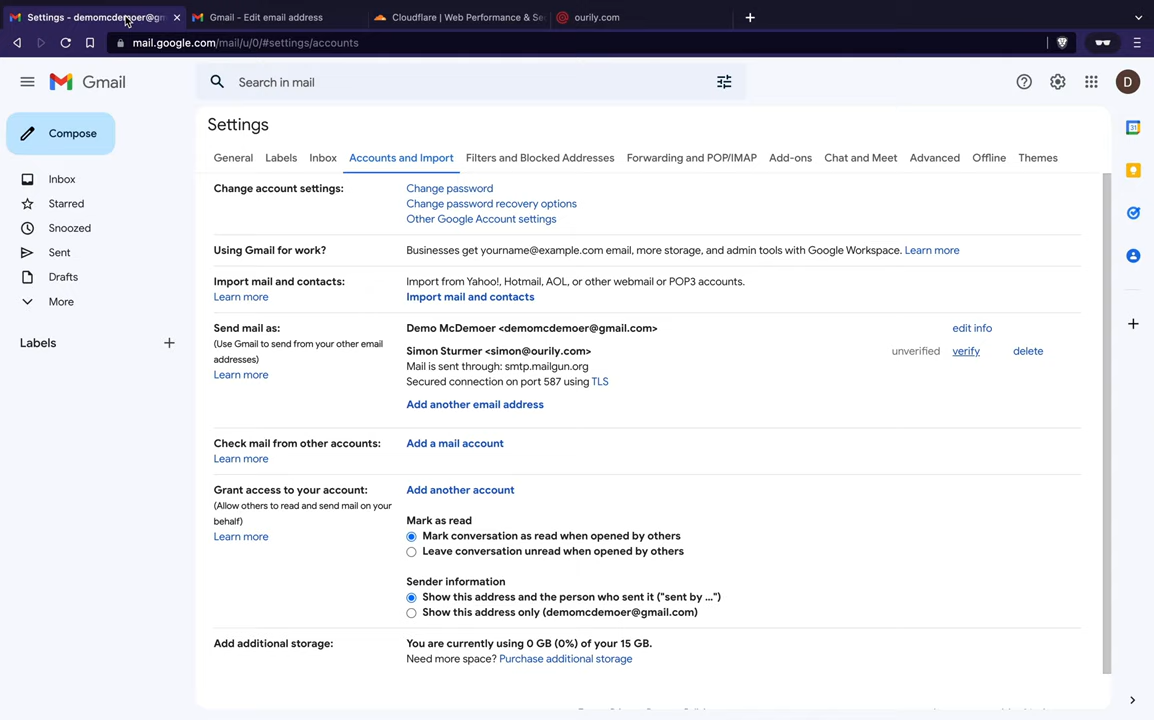 Settings - demomcdemoer@gm
Gmail - Edit email address
Cloudflare | Web Performance & Se
ourily.com
mail.google.com/mail/u/0/#settings/accounts
Gmail
Search in mail
D
Compose
Inbox
Starred
Snoozed
Sent
Drafts
More
Labels
Settings
General Labels Inbox Accounts and Import Filters and Blocked Addresses Forwarding and POP/IMAP Add-ons Chat and Meet Advanced Offline Themes
Change account settings:
Change password
Change password recovery options
Other Google Account settings
Using Gmail for work?
Businesses get yourname@example.com email, more storage, and admin tools with Google Workspace. Learn more
Import mail and contacts:
Learn more
Import from Yahoo!, Hotmail, AOL, or other webmail or POP3 accounts.
Import mail and contacts
Send mail as:
(Use Gmail to send from your other email
addresses)
Learn more
Demo McDemoer <demomcdemoer@gmail.com>
edit info
Simon Sturmer <simon@ourily.com>
unverified verify delete
Mail is sent through: smtp.mailgun.org
Secured connection on port 587 using TLS
Add another email address
Check mail from other accounts:
Learn more
Add a mail account
Grant access to your account:
(Allow others to read and send mail on your
behalf)
Learn more
Add another account
Mark as read
Mark conversation as read when opened by others
Leave conversation unread when opened by others
Sender information
Show this address and the person who sent it ("sent by ...")
Show this address only (demomcdemoer@gmail.com)
Add additional storage:
You are currently using 0 GB (0%) of your 15 GB.
Need more space? Purchase additional storage
31